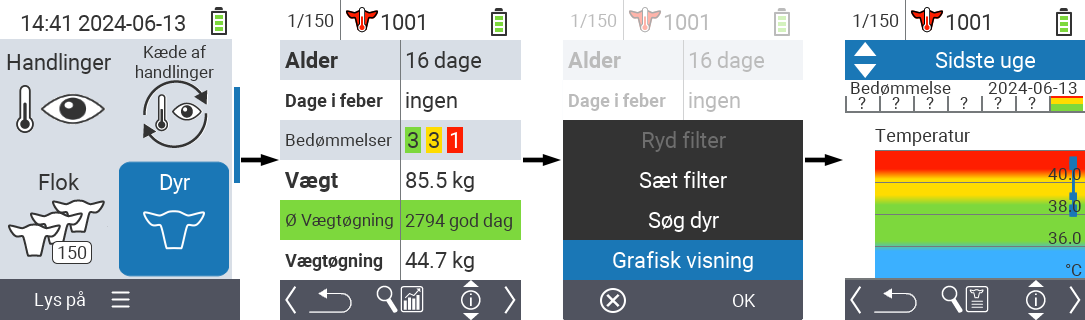 14:41 2024-06-13
Handlinger
Kæde af
handlinger
Flok
150
Dyr
Lys på
1/150 1001
Alder 16 dage
Dage i feber ingen
Bedømmelser 3 3 1
Vægt 85.5 kg
Ø Vægtøgning 2794 god dag
Vægtøgning 44.7 kg
1/150 1001
Alder 16 dage
Dage i feber ingen
Ryd filter
Sæt filter
Søg dyr
Grafisk visning
OK
1/150 1001
Sidste uge
Bedømmelse 2024-06-13
? ? ? ? ? ?
Temperatur
40.0
38.0
36.0
°C